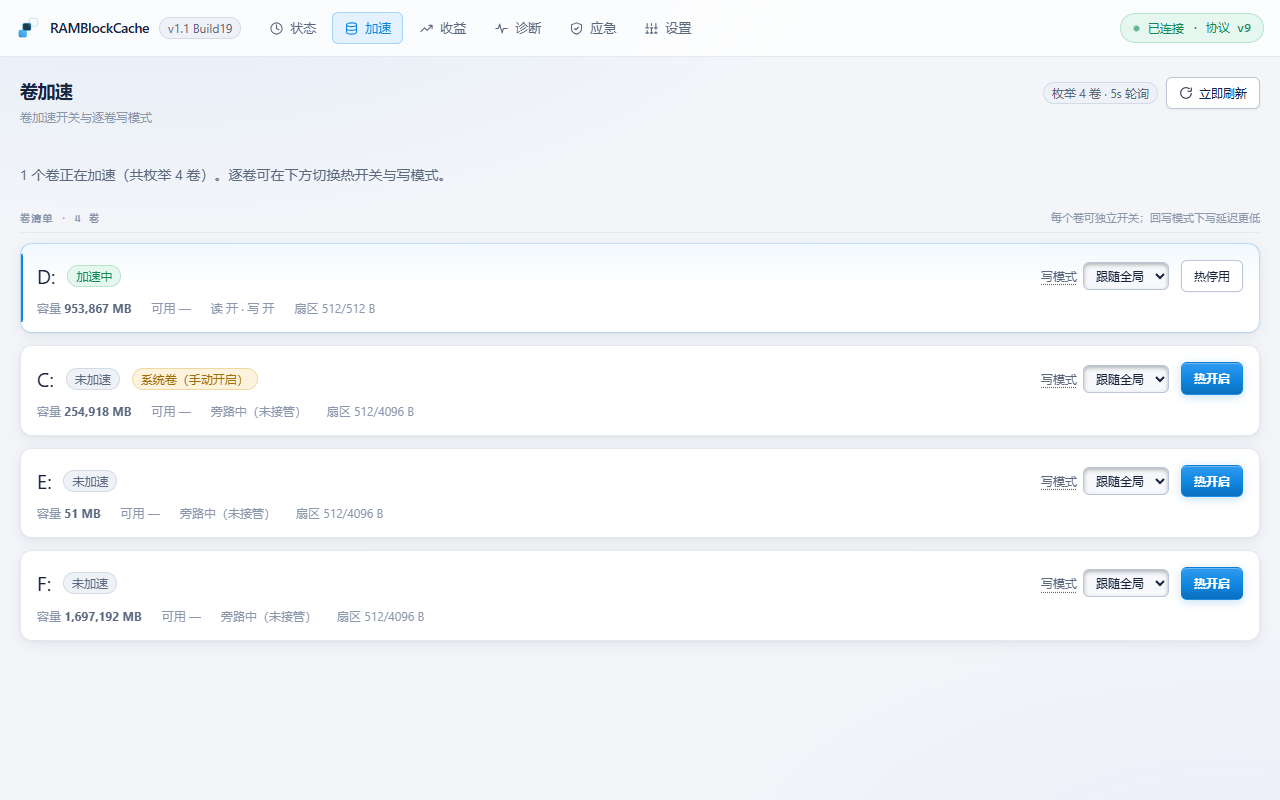 RAMBlockCache v1.1 Build19 状态 加速 收益 诊断 应急 设置 已连接 · 协议 v9
卷加速
卷加速开关与逐卷写模式
枚举 4 卷 · 5s 轮询 立即刷新
1 个卷正在加速（共枚举 4 卷）。逐卷可在下方切换热开关与写模式。
卷清单 · 4 卷 每个卷可独立开关；回写模式下写延迟更低
D: 加速中 写模式 跟随全局 热停用
容量 953,867 MB 可用 — 读 开 · 写 开 扇区 512/512 B
C: 未加速 系统卷（手动开启） 写模式 跟随全局 热开启
容量 254,918 MB 可用 — 旁路中（未接管） 扇区 512/4096 B
E: 未加速 写模式 跟随全局 热开启
容量 51 MB 可用 — 旁路中（未接管） 扇区 512/4096 B
F: 未加速 写模式 跟随全局 热开启
容量 1,697,192 MB 可用 — 旁路中（未接管） 扇区 512/4096 B